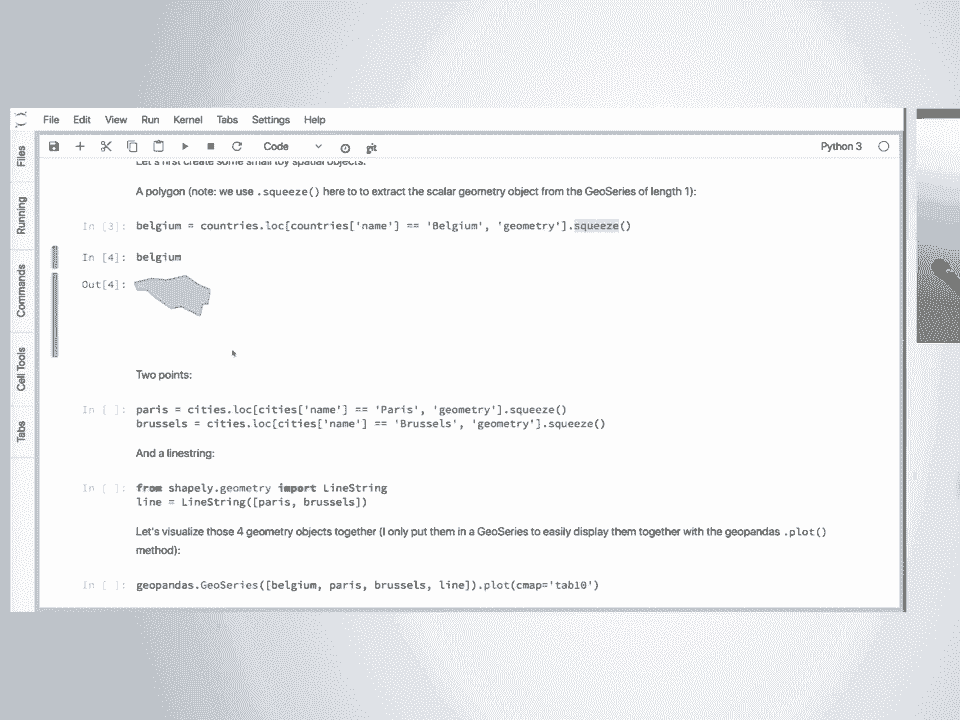 File Edit View Run Kernel Tabs Settings Help
Code
git
Python 3
Files
Running
Commands
Cell Tools
Tabs
Let's first create some small toy spatial objects.
A polygon (note: we use .squeeze() here to to extract the scalar geometry object from the GeoSeries of length 1):
In [3]: belgium = countries.loc[countries['name'] == 'Belgium', 'geometry'].squeeze()
In [4]: belgium
Out[4]:
Two points:
In [ ]: paris = cities.loc[cities['name'] == 'Paris', 'geometry'].squeeze()
brussels = cities.loc[cities['name'] == 'Brussels', 'geometry'].squeeze()
And a linestring:
In [ ]: from shapely.geometry import LineString
line = LineString([paris, brussels])
Let's visualize those 4 geometry objects together (I only put them in a GeoSeries to easily display them together with the geopandas .plot()
method):
In [ ]: geopandas.GeoSeries([belgium, paris, brussels, line]).plot(cmap='tab10')